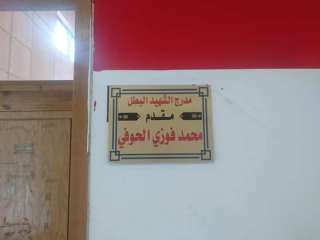 مدرج الشهيد البطل
مقدم
محمد فوزي الحوفي